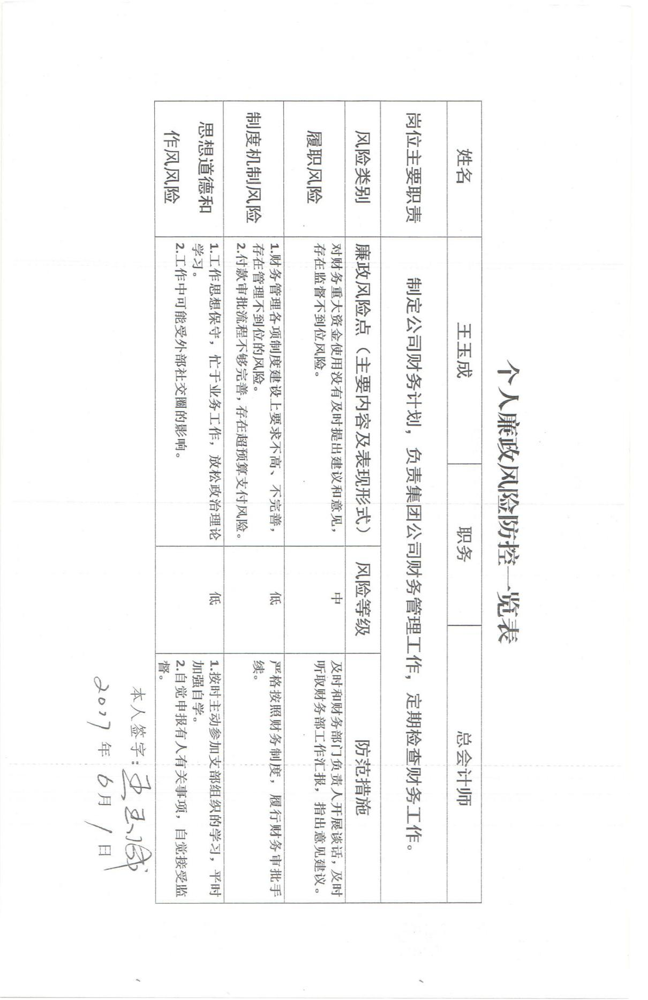 个人廉政风险防控一览表
姓名
王玉成
职务
总会计师
岗位主要职责
制定公司财务计划，负责集团公司财务管理工作，定期检查财务工作。
风险类别
廉政风险点（主要内容及表现形式）
风险等级
防范措施
履职风险
对财务重大资金使用没有及时提出建议和意见，
存在监督不到位风险。
中
及时和财务部门负责人开展谈话，及时
听取财务部工作汇报，指出意见建议。
制度机制风险
1.财务管理各项制度建设上要求不高、不完善，
存在管理不到位的风险。
2.付款审批流程不够完善，存在超预算支付风险。
低
严格按照财务制度，履行财务审批手
续。
思想道德和
作风风险
1.工作思想保守，忙于业务工作，放松政治理论
学习。
2.工作中可能受外部社交圈的影响。
低
1.按时主动参加支部组织的学习，平时
加强自学。
2.自觉申报有人有关事项，自觉接受监
督。
本人签字：王玉成
2017年 6月 1日